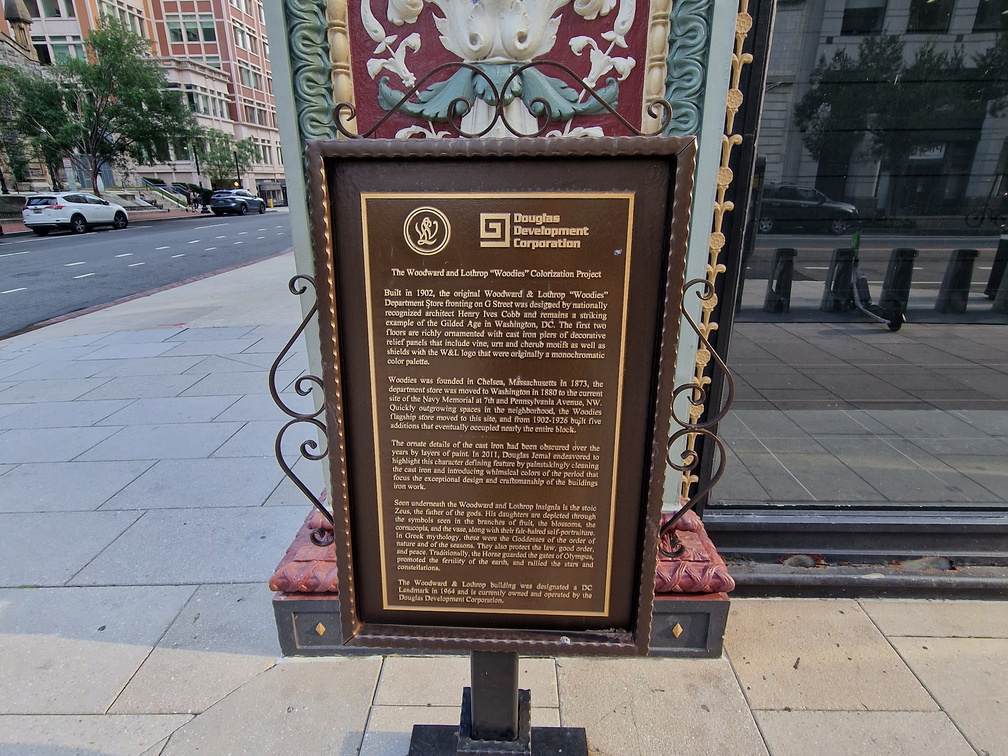 Douglas
Development
Corporation
The Woodward and Lothrop "Woodies" Colorization Project
Built in 1902, the original Woodward & Lothrop "Woodies"
Department Store fronting on G Street was designed by nationally
recognized architect Henry Ives Cobb and remains a striking
example of the Gilded Age in Washington, DC. The first two
floors are richly ornamented with cast iron piers of decorative
relief panels that include vine, urn and cherub motifs as well as
shields with the W&L logo that were originally a monochromatic
color palette.
Woodies was founded in Chelsea, Massachusetts in 1873, the
department store was moved to Washington in 1880 to the current
site of the Navy Memorial at 7th and Pennsylvania Avenue, NW.
Quickly outgrowing spaces in the neighborhood, the Woodies
flagship store moved to this site, and from 1902-1926 built five
additions that eventually occupied nearly the entire block.
The ornate details of the cast iron had been obscured over the
years by layers of paint. In 2011, Douglas Jemal endeavored to
highlight this character defining feature by painstakingly cleaning
the cast iron and introducing whimsical colors of the period that
focus the exceptional design and craftsmanship of the buildings
iron work.
Seen underneath the Woodward and Lothrop insignia is the stoic
Zeus, the father of the gods. His daughters are depicted through
the symbols seen in the branches of fruit, the blossoms, the
cornucopia, and the vase, along with their fair-haired self-portraiture.
In Greek mythology, these were the Goddesses of the order of
nature and of the seasons. They also protect the law, good order,
and peace. Traditionally, the Horae guarded the gates of Olympus,
promoted the fertility of the earth, and rallied the stars and
constellations.
The Woodward & Lothrop building was designated a DC
Landmark in 1964 and is currently owned and operated by the
Douglas Development Corporation.